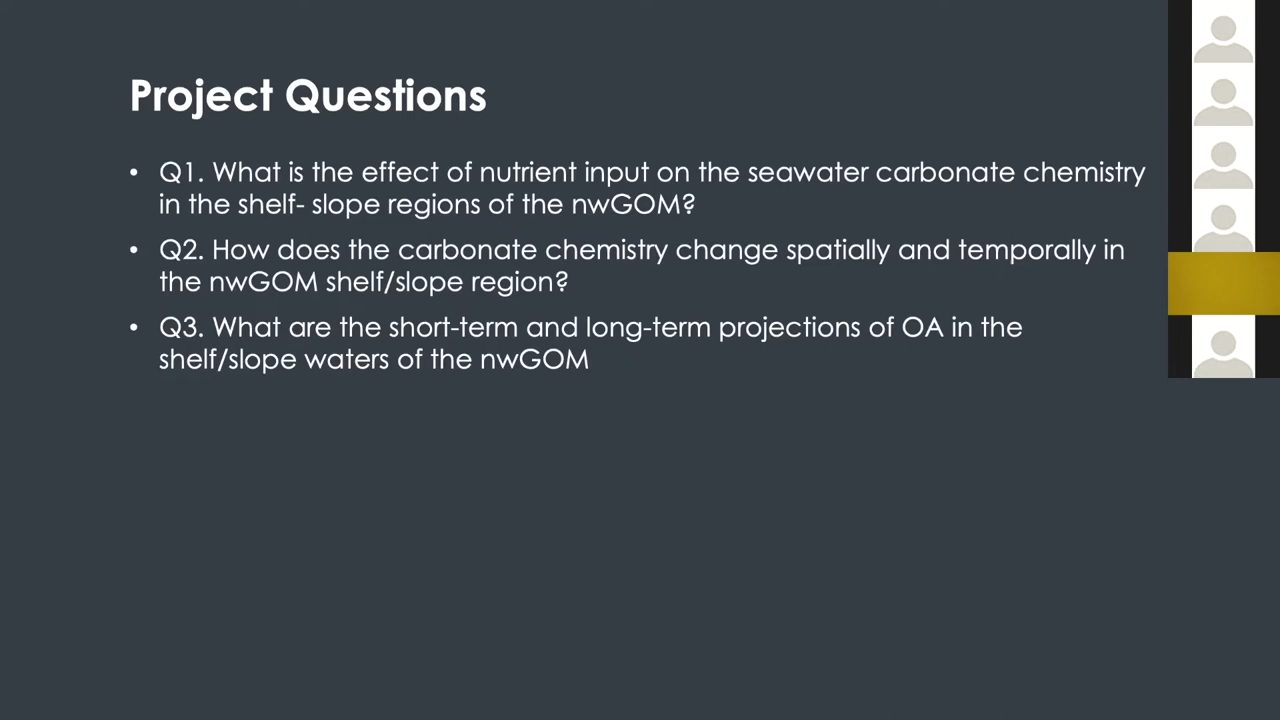 Project Questions
• Q1. What is the effect of nutrient input on the seawater carbonate chemistry
in the shelf- slope regions of the nwGOM?
• Q2. How does the carbonate chemistry change spatially and temporally in
the nwGOM shelf/slope region?
• Q3. What are the short-term and long-term projections of OA in the
shelf/slope waters of the nwGOM